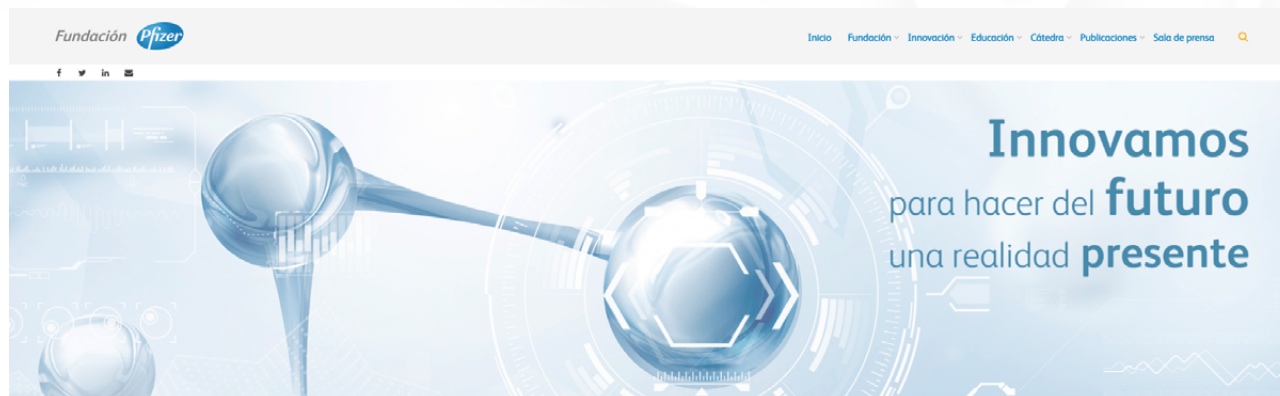 Fundación Pfizer
Inicio Fundación Innovación Educación Cátedra Publicaciones Sala de prensa
Innovamos
para hacer del futuro
una realidad presente